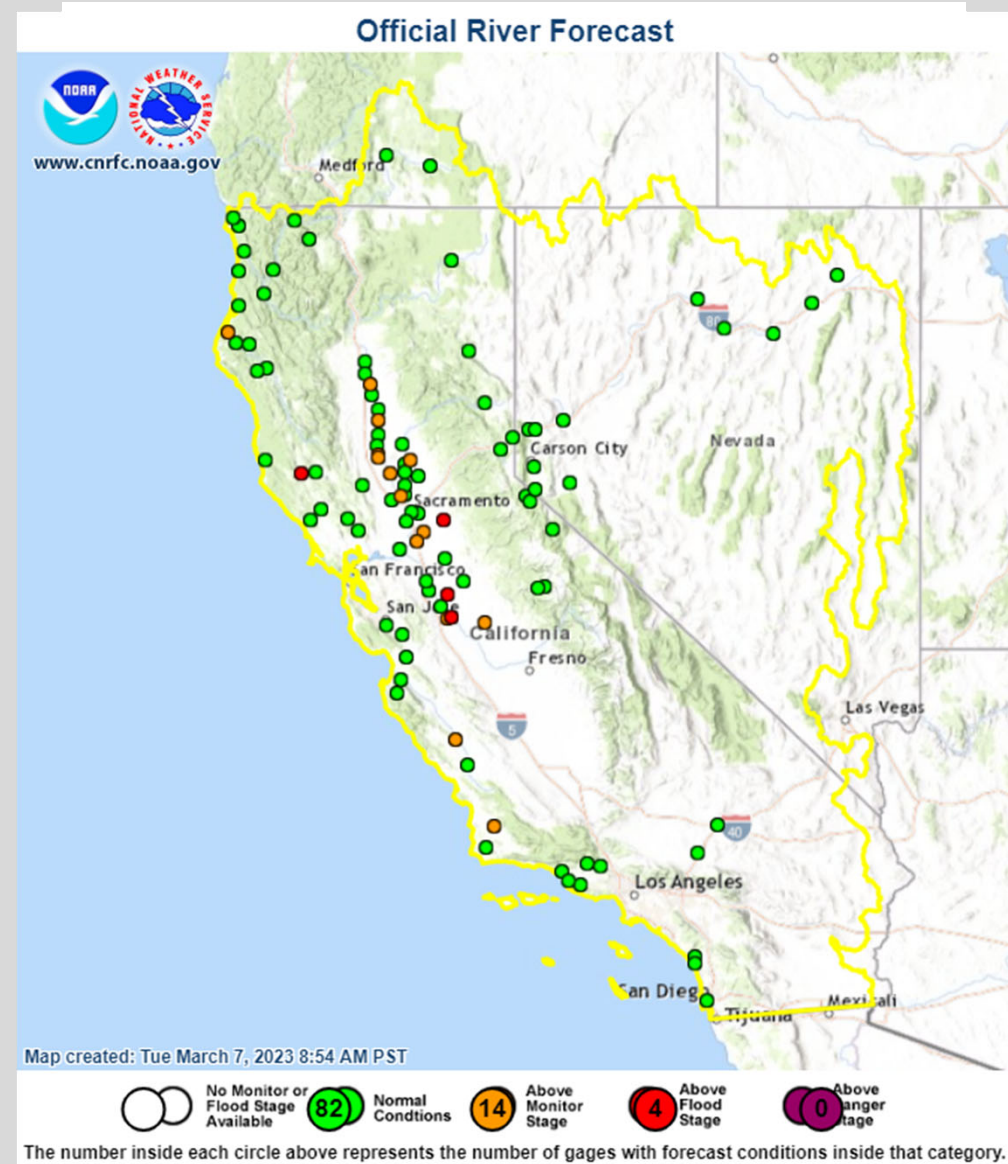 Official River Forecast
NOAA
NATIONAL WEATHER SERVICE
www.cnrfc.noaa.gov
Medford
80
Carson City
Nevada
Sacramento
San Francisco
San Jose
California
Fresno
Las Vegas
5
40
Los Angeles
San Diego
Tijuana
Mexicali
Map created: Tue March 7, 2023 8:54 AM PST
No Monitor or
Flood Stage
Available
82
Normal
Condtions
14
Above
Monitor
Stage
4
Above
Flood
Stage
0
Above
Danger
Stage
The number inside each circle above represents the number of gages with forecast conditions inside that category.